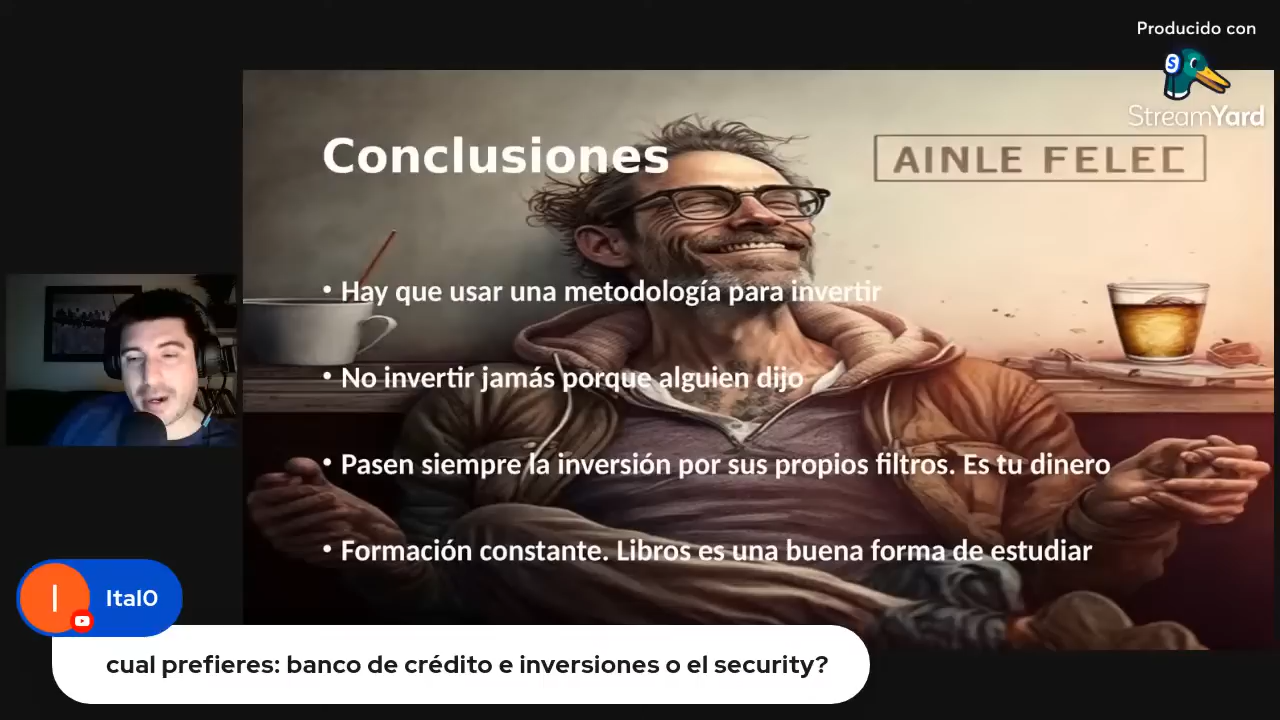 Producido con
StreamYard
Conclusiones
AINLE FELEC
• Hay que usar una metodología para invertir
• No invertir jamás porque alguien dijo
• Pasen siempre la inversión por sus propios filtros. Es tu dinero
• Formación constante. Libros es una buena forma de estudiar
I
Ital0
cual prefieres: banco de crédito e inversiones o el security?